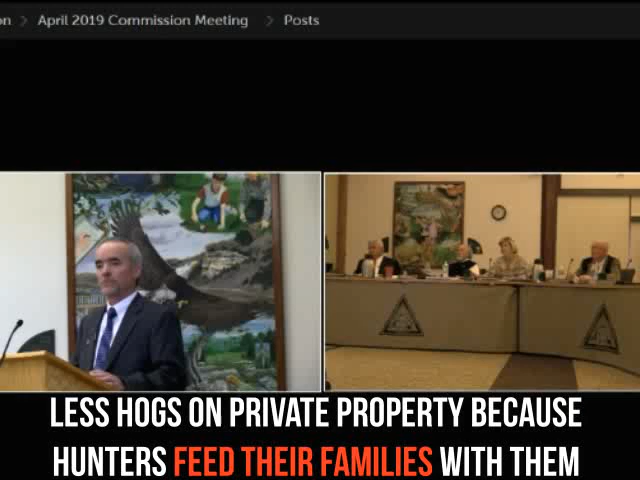 on > April 2019 Commission Meeting > Posts
LESS HOGS ON PRIVATE PROPERTY BECAUSE
HUNTERS FEED THEIR FAMILIES WITH THEM